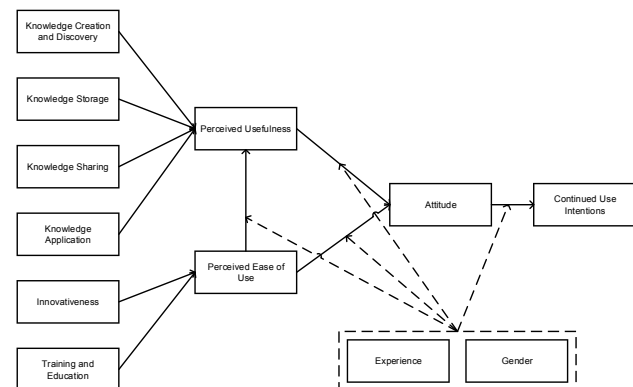 Knowledge Creation
and Discovery
Knowledge Storage
Perceived Usefulness
Knowledge Sharing
Attitude
Continued Use
Intentions
Knowledge
Application
Perceived Ease of
Use
Innovativeness
Training and
Education
Experience
Gender